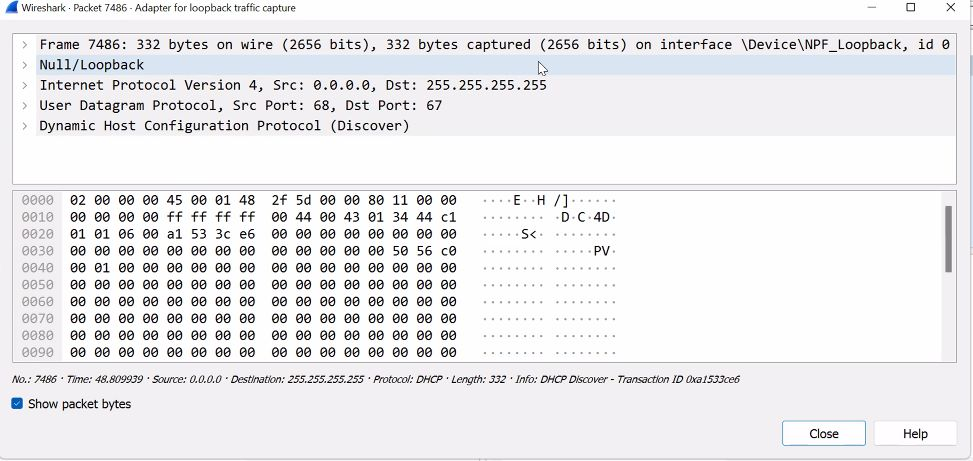 Wireshark · Packet 7486 · Adapter for loopback traffic capture
Frame 7486: 332 bytes on wire (2656 bits), 332 bytes captured (2656 bits) on interface \Device\NPF_Loopback, id 0
Null/Loopback
Internet Protocol Version 4, Src: 0.0.0.0, Dst: 255.255.255.255
User Datagram Protocol, Src Port: 68, Dst Port: 67
Dynamic Host Configuration Protocol (Discover)
0000 02 00 00 00 45 00 01 48 2f 5d 00 00 80 11 00 00 ····E··H /]······
0010 00 00 00 00 ff ff ff ff 00 44 00 43 01 34 44 c1 ········ ·D·C·4D·
0020 01 01 06 00 a1 53 3c e6 00 00 00 00 00 00 00 00 ·····S<· ········
0030 00 00 00 00 00 00 00 00 00 00 00 00 00 50 56 c0 ········ ·····PV·
0040 00 01 00 00 00 00 00 00 00 00 00 00 00 00 00 00 ········ ········
0050 00 00 00 00 00 00 00 00 00 00 00 00 00 00 00 00 ········ ········
0060 00 00 00 00 00 00 00 00 00 00 00 00 00 00 00 00 ········ ········
0070 00 00 00 00 00 00 00 00 00 00 00 00 00 00 00 00 ········ ········
0080 00 00 00 00 00 00 00 00 00 00 00 00 00 00 00 00 ········ ········
0090 00 00 00 00 00 00 00 00 00 00 00 00 00 00 00 00 ········ ········
No.: 7486 · Time: 48.809939 · Source: 0.0.0.0 · Destination: 255.255.255.255 · Protocol: DHCP · Length: 332 · Info: DHCP Discover - Transaction ID 0xa1533ce6
Show packet bytes
Close Help